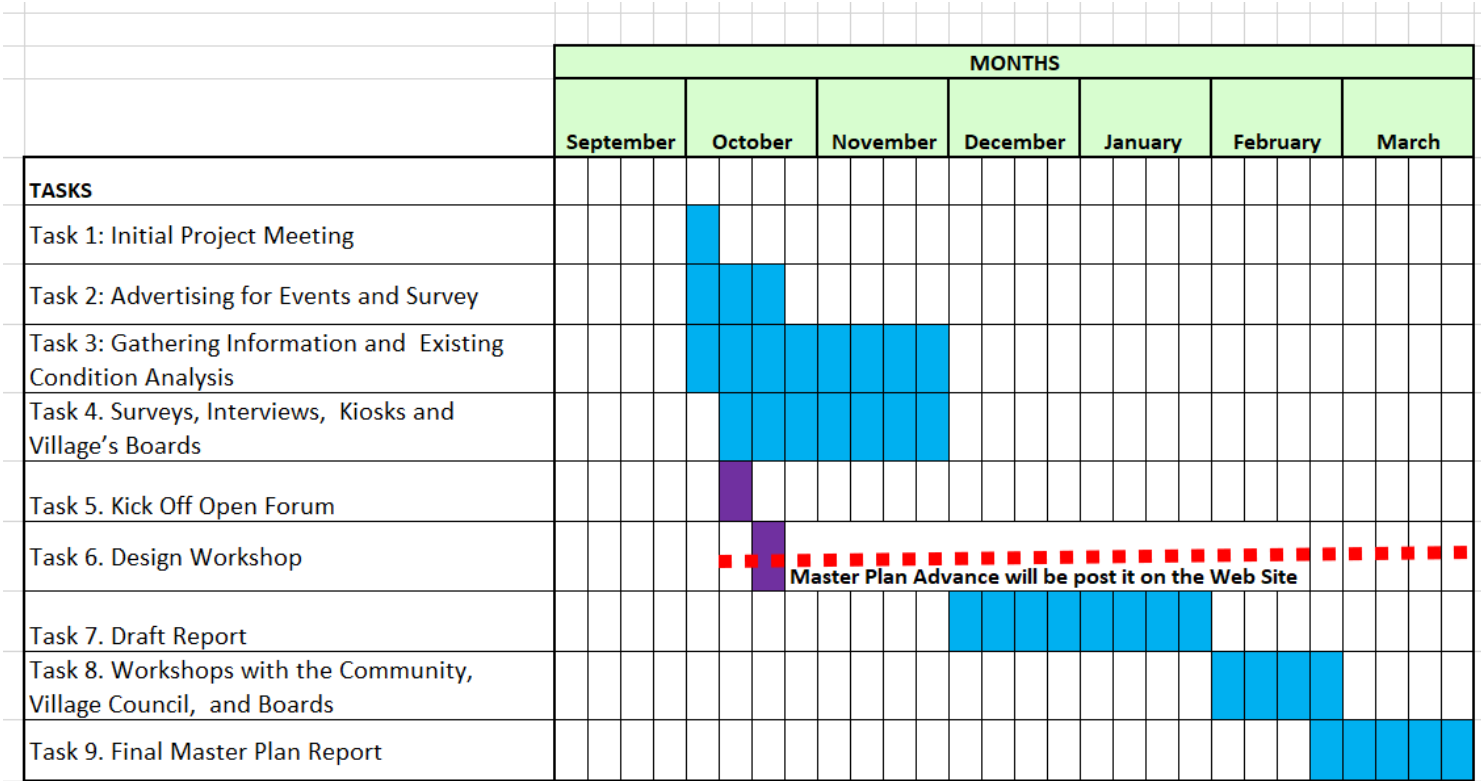 MONTHS
September October November December January February March
TASKS
Task 1: Initial Project Meeting
Task 2: Advertising for Events and Survey
Task 3: Gathering Information and  Existing
Condition Analysis
Task 4. Surveys, Interviews,  Kiosks and
Village’s Boards
Task 5. Kick Off Open Forum
Task 6. Design Workshop
Master Plan Advance will be post it on the Web Site
Task 7. Draft Report
Task 8. Workshops with the Community,
Village Council,  and Boards
Task 9. Final Master Plan Report